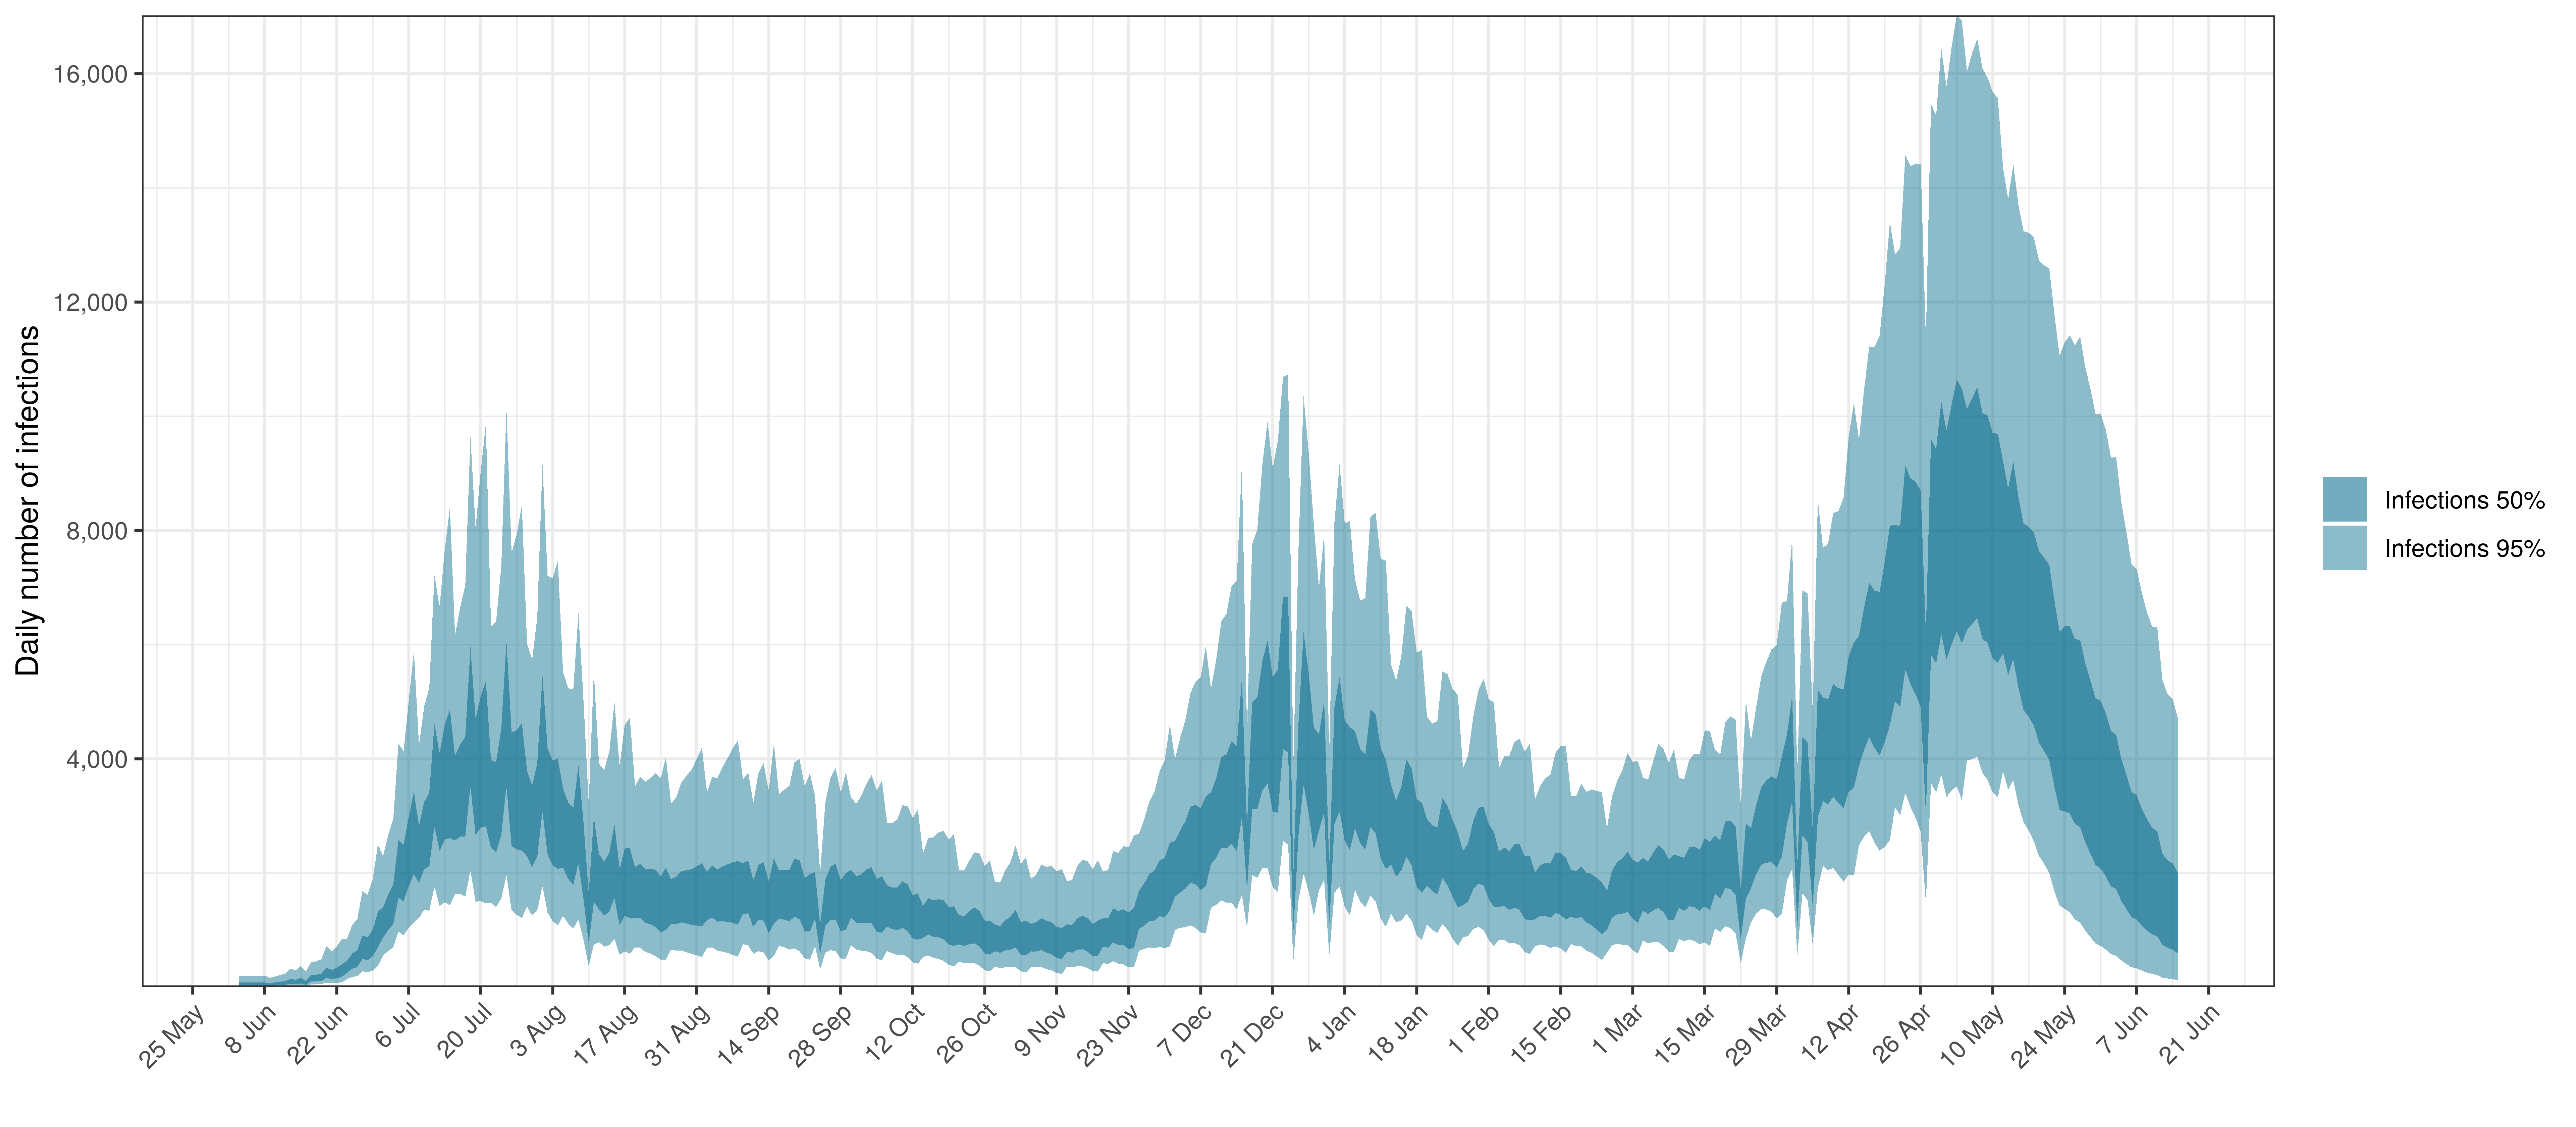 Daily number of infections
16,000
12,000
8,000
4,000
25 May
8 Jun
22 Jun
6 Jul
20 Jul
3 Aug
17 Aug
31 Aug
14 Sep
28 Sep
12 Oct
26 Oct
9 Nov
23 Nov
7 Dec
21 Dec
4 Jan
18 Jan
1 Feb
15 Feb
1 Mar
15 Mar
29 Mar
12 Apr
26 Apr
10 May
24 May
7 Jun
21 Jun
Infections 50%
Infections 95%